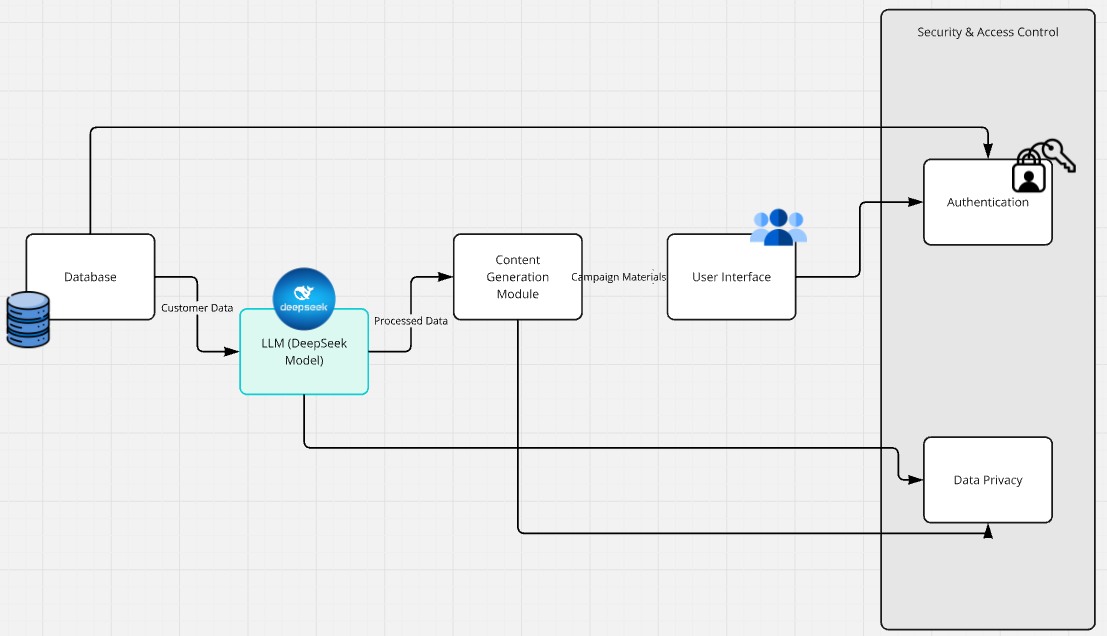 Security & Access Control
Authentication
Database
Customer Data
deepseek
LLM (DeepSeek
Model)
Processed Data
Content
Generation
Module
Campaign Materials
User Interface
Data Privacy